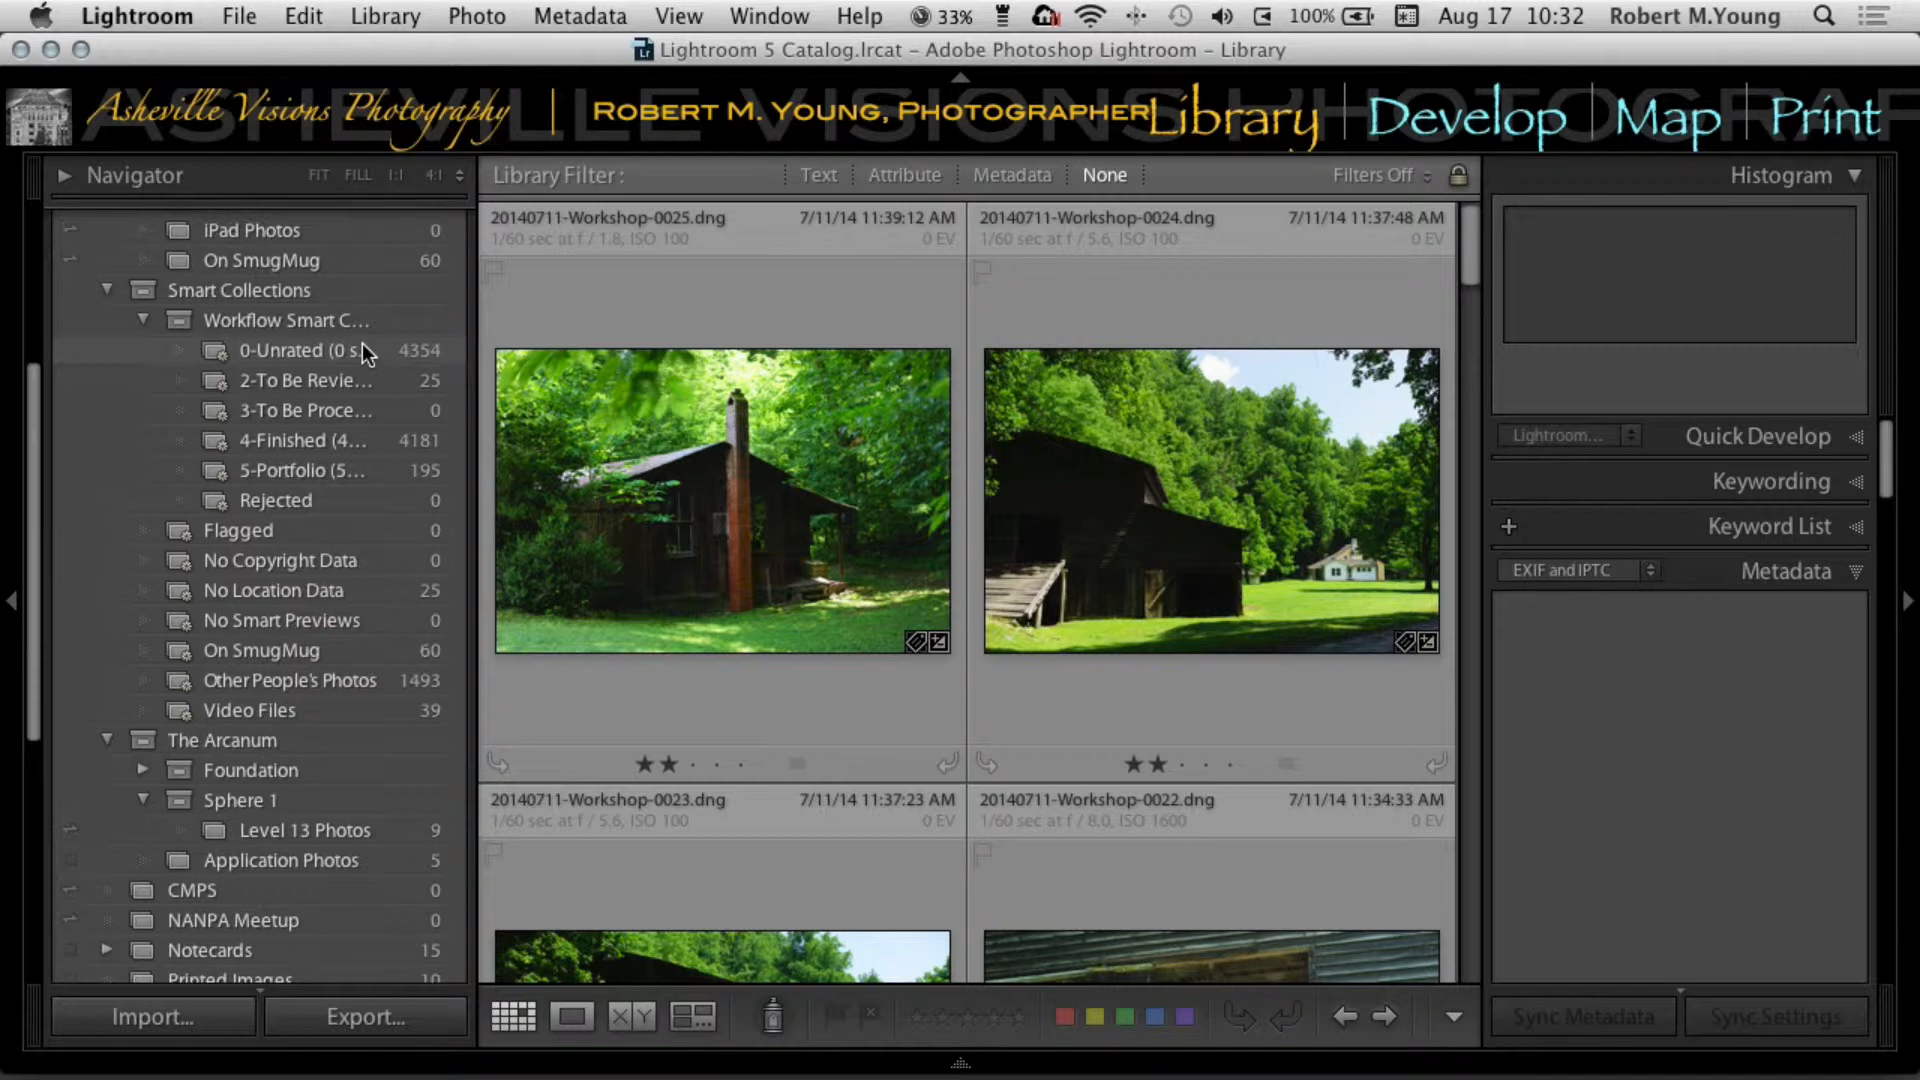 Lightroom File Edit Library Photo Metadata View Window Help 33% 100% Aug 17 10:32 Robert M.Young
Lightroom 5 Catalog.lrcat – Adobe Photoshop Lightroom – Library
Asheville Visions Photography | Robert M. Young, Photographer Library | Develop | Map | Print
Navigator FIT FILL 1:1 4:1
Library Filter: Text Attribute Metadata None Filters Off
Histogram
iPad Photos 0
On SmugMug 60
Smart Collections
Workflow Smart C...
0-Unrated (0 s... 4354
2-To Be Revie... 25
3-To Be Proce... 0
4-Finished (4... 4181
5-Portfolio (5... 195
Rejected 0
Flagged 0
No Copyright Data 0
No Location Data 25
No Smart Previews 0
On SmugMug 60
Other People's Photos 1493
Video Files 39
The Arcanum
Foundation
Sphere 1
Level 13 Photos 9
Application Photos 5
CMPS 0
NANPA Meetup 0
Notecards 15
Printed Images 10
Import... Export...
20140711-Workshop-0025.dng 7/11/14 11:39:12 AM
1/60 sec at f / 1.8, ISO 100 0 EV
20140711-Workshop-0024.dng 7/11/14 11:37:48 AM
1/60 sec at f / 5.6, ISO 100 0 EV
20140711-Workshop-0023.dng 7/11/14 11:37:23 AM
1/60 sec at f / 5.6, ISO 100 0 EV
20140711-Workshop-0022.dng 7/11/14 11:34:33 AM
1/60 sec at f / 8.0, ISO 1600 0 EV
X Y
Lightroom... Quick Develop
Keywording
+ Keyword List
EXIF and IPTC Metadata
Sync Metadata Sync Settings